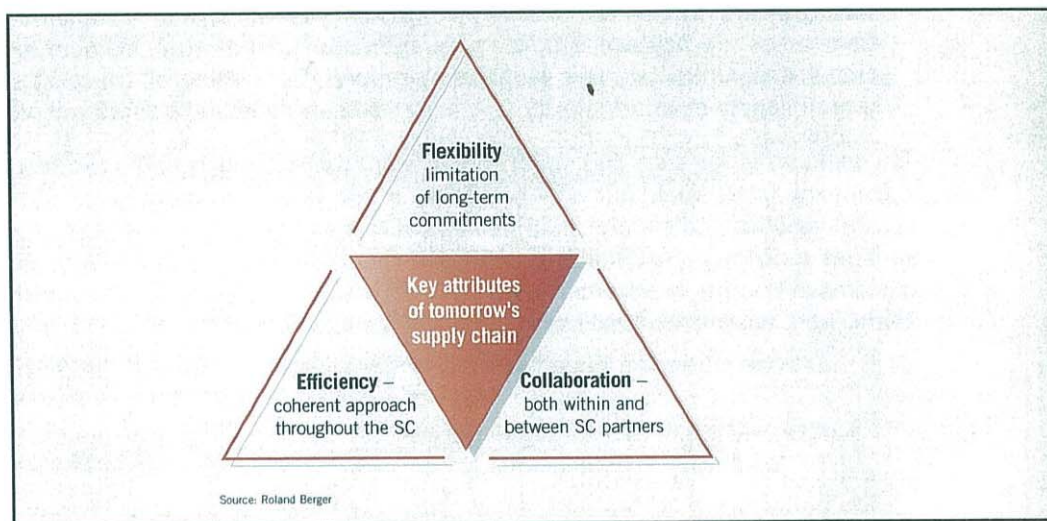 Flexibility
limitation
of long-term
commitments
Key attributes
of tomorrow's
supply chain
Efficiency –
coherent approach
throughout the SC
Collaboration –
both within and
between SC partners
Source: Roland Berger